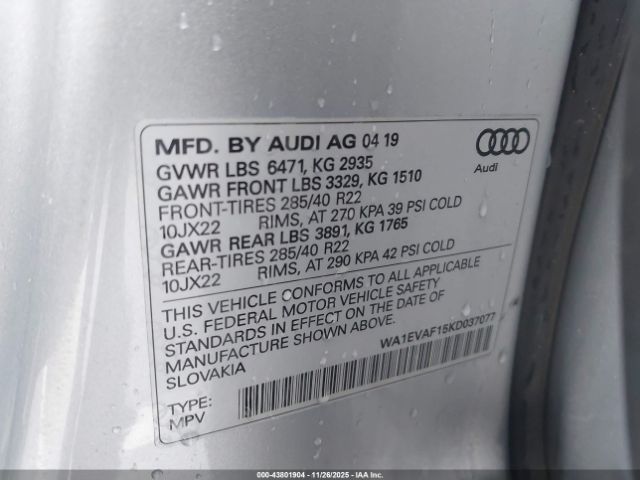 MFD. BY AUDI AG 04 19
Audi
GVWR LBS 6471, KG 2935
GAWR FRONT LBS 3329, KG 1510
FRONT-TIRES 285/40 R22
10JX22 RIMS, AT 270 KPA 39 PSI COLD
GAWR REAR LBS 3891, KG 1765
REAR-TIRES 285/40 R22
10JX22 RIMS, AT 290 KPA 42 PSI COLD
THIS VEHICLE CONFORMS TO ALL APPLICABLE
U.S. FEDERAL MOTOR VEHICLE SAFETY
STANDARDS IN EFFECT ON THE DATE OF
MANUFACTURE SHOWN ABOVE.
SLOVAKIA
WA1EVAF15KD037077
TYPE:
MPV
000-43801904 - 11/26/2025 - IAAI